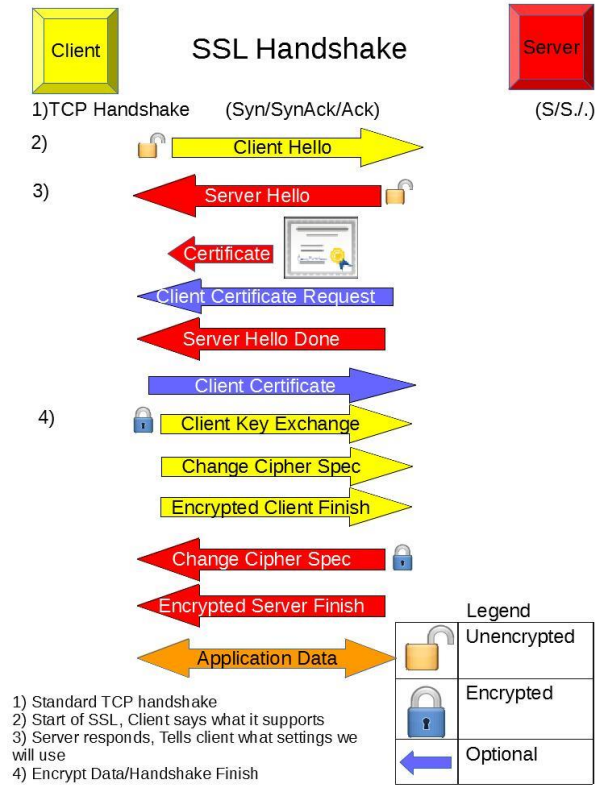 Client
SSL Handshake
Server
1)TCP Handshake (Syn/SynAck/Ack) (S/S./.)
2)
Client Hello
3)
Server Hello
Certificate
Client Certificate Request
Server Hello Done
Client Certificate
4)
Client Key Exchange
Change Cipher Spec
Encrypted Client Finish
Change Cipher Spec
Encrypted Server Finish
Application Data
Legend
Unencrypted
Encrypted
Optional
1) Standard TCP handshake
2) Start of SSL, Client says what it supports
3) Server responds, Tells client what settings we
will use
4) Encrypt Data/Handshake Finish